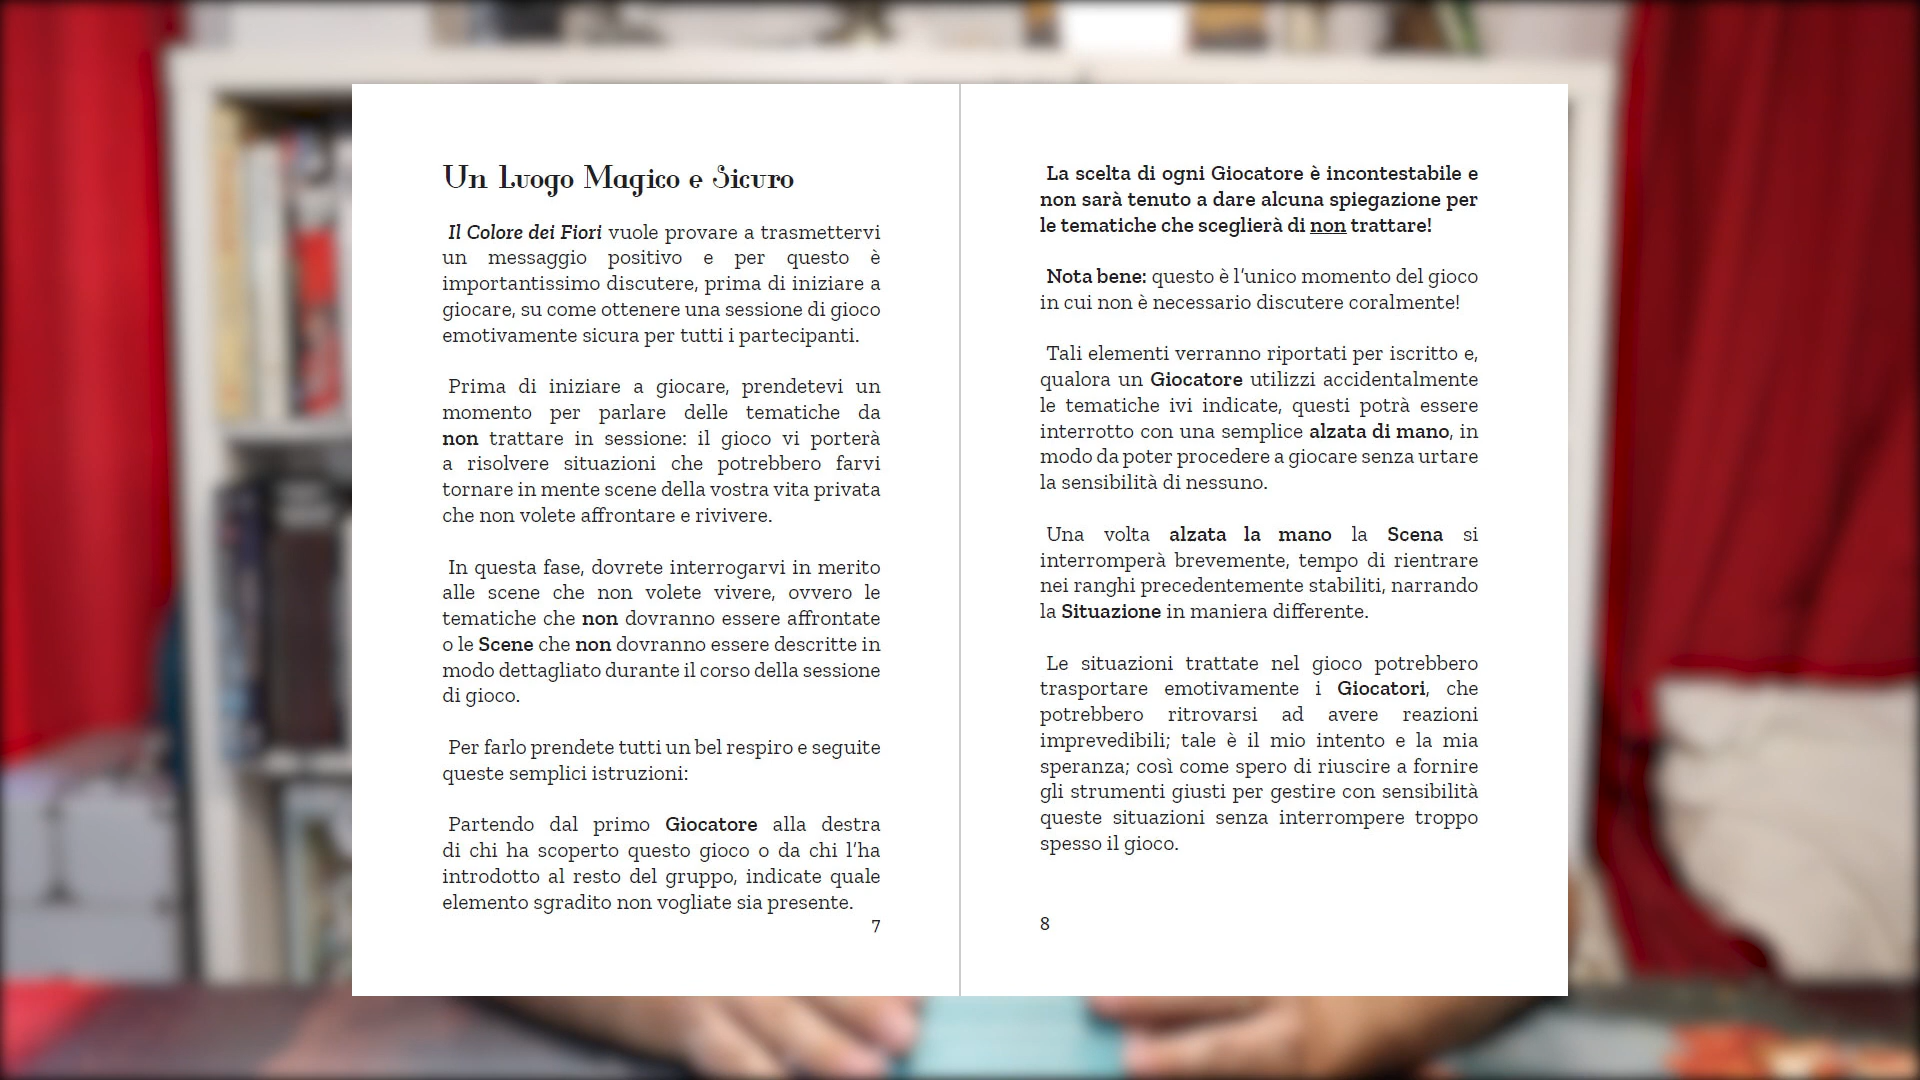 Un Luogo Magico e Sicuro
Il Colore dei Fiori vuole provare a trasmettervi
un messaggio positivo e per questo è
importantissimo discutere, prima di iniziare a
giocare, su come ottenere una sessione di gioco
emotivamente sicura per tutti i partecipanti.
Prima di iniziare a giocare, prendetevi un
momento per parlare delle tematiche da
non trattare in sessione: il gioco vi porterà
a risolvere situazioni che potrebbero farvi
tornare in mente scene della vostra vita privata
che non volete affrontare e rivivere.
In questa fase, dovrete interrogarvi in merito
alle scene che non volete vivere, ovvero le
tematiche che non dovranno essere affrontate
o le Scene che non dovranno essere descritte in
modo dettagliato durante il corso della sessione
di gioco.
Per farlo prendete tutti un bel respiro e seguite
queste semplici istruzioni:
Partendo dal primo Giocatore alla destra
di chi ha scoperto questo gioco o da chi l'ha
introdotto al resto del gruppo, indicate quale
elemento sgradito non vogliate sia presente.
7
La scelta di ogni Giocatore è incontestabile e
non sarà tenuto a dare alcuna spiegazione per
le tematiche che sceglierà di non trattare!
Nota bene: questo è l'unico momento del gioco
in cui non è necessario discutere coralmente!
Tali elementi verranno riportati per iscritto e,
qualora un Giocatore utilizzi accidentalmente
le tematiche ivi indicate, questi potrà essere
interrotto con una semplice alzata di mano, in
modo da poter procedere a giocare senza urtare
la sensibilità di nessuno.
Una volta alzata la mano la Scena si
interromperà brevemente, tempo di rientrare
nei ranghi precedentemente stabiliti, narrando
la Situazione in maniera differente.
Le situazioni trattate nel gioco potrebbero
trasportare emotivamente i Giocatori, che
potrebbero ritrovarsi ad avere reazioni
imprevedibili; tale è il mio intento e la mia
speranza; così come spero di riuscire a fornire
gli strumenti giusti per gestire con sensibilità
queste situazioni senza interrompere troppo
spesso il gioco.
8